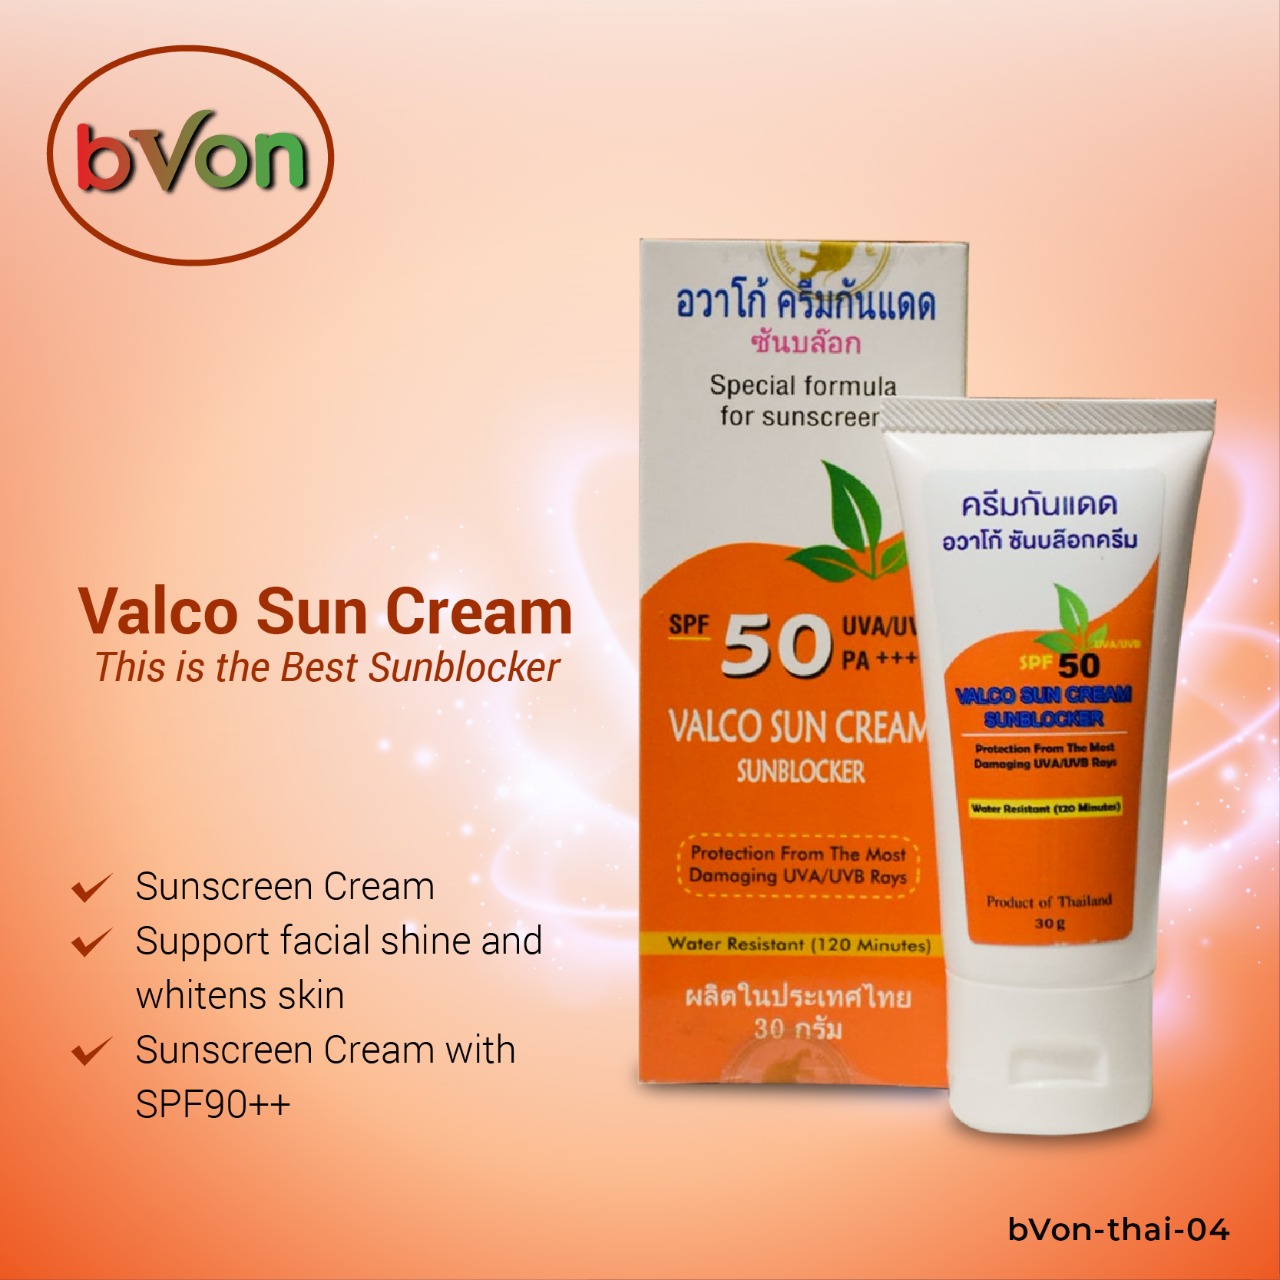 bVon
Valco Sun Cream
This is the Best Sunblocker
Sunscreen Cream
Support facial shine and
whitens skin
Sunscreen Cream with
SPF90++
อวาโก้ ครีมกันแดด
ซันบล๊อก
Special formula
for sunscreen
SPF 50 UVA/UV
PA +++
VALCO SUN CREAM
SUNBLOCKER
Protection From The Most
Damaging UVA/UVB Rays
Water Resistant (120 Minutes)
ผลิตในประเทศไทย
30 กรัม
ครีมกันแดด
อวาโก้ ซันบล๊อกครีม
UVA/UVB
SPF 50
VALCO SUN CREAM
SUNBLOCKER
Protection From The Most
Damaging UVA/UVB Rays
Water Resistant (120 Minutes)
Product of Thailand
30 g
bVon-thai-04